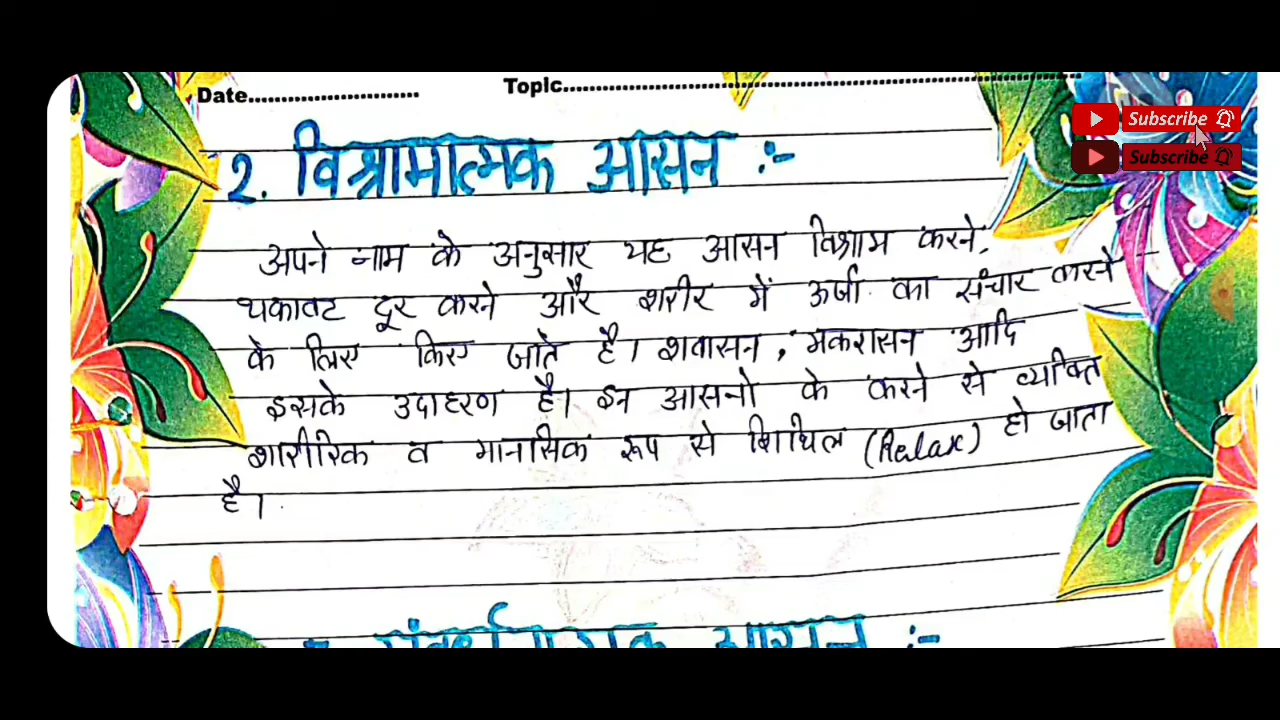 Date................................
Topic................................................................
Subscribe
Subscribe
2. विश्रामात्मक आसन :-
अपने नाम के अनुसार यह आसन विश्राम करने,
थकावट दूर करने और शरीर में ऊर्जा का संचार करने
के लिए किए जाते है। शवासन, मकरासन आदि
इसके उदाहरण है। इन आसनो के करने से व्यक्ति
शारीरिक व मानसिक रूप से शिथिल (Relax) हो जाता
है।
आसन :-